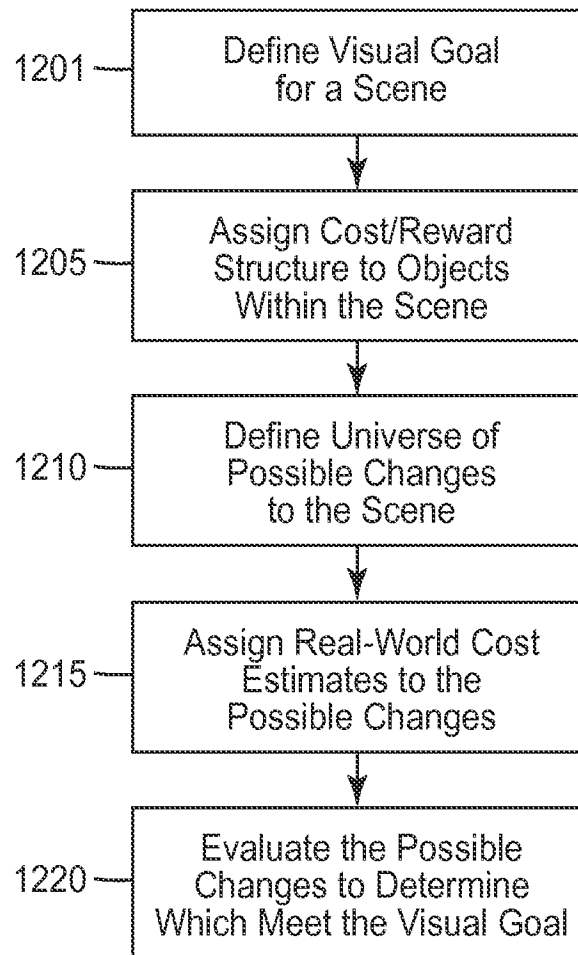 1201
Define Visual Goal
for a Scene
1205
Assign Cost/Reward
Structure to Objects
Within the Scene
1210
Define Universe of
Possible Changes
to the Scene
1215
Assign Real-World Cost
Estimates to the
Possible Changes
1220
Evaluate the Possible
Changes to Determine
Which Meet the Visual Goal